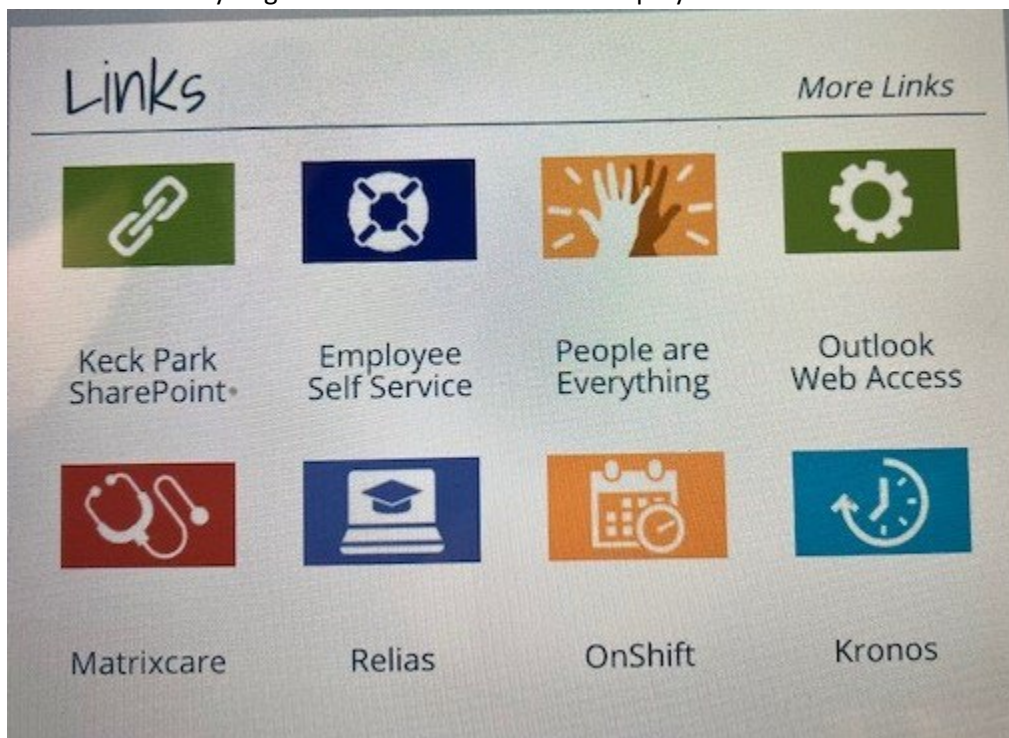 Links
More Links
Keck Park
SharePoint
Employee
Self Service
People are
Everything
Outlook
Web Access
Matrixcare
Relias
OnShift
Kronos